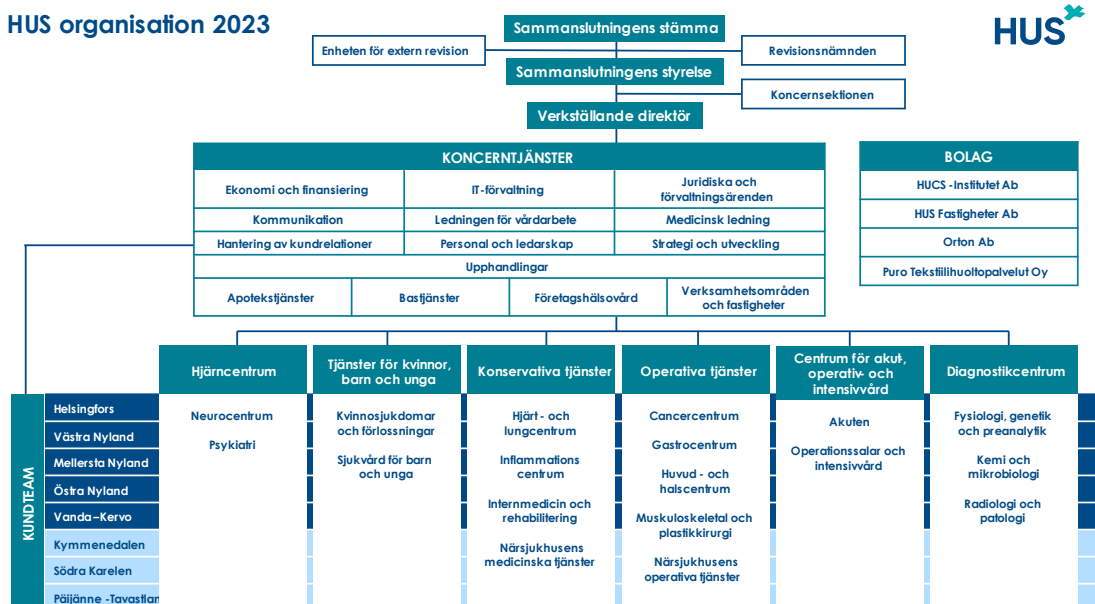 HUS organisation 2023
HUS
Sammanslutningens stämma
Enheten för extern revision
Revisionsnämnden
Sammanslutningens styrelse
Koncernsektionen
Verkställande direktör
KONCERNTJÄNSTER
Ekonomi och finansiering
IT-förvaltning
Juridiska och
förvaltningsärenden
Kommunikation
Ledningen för vårdarbete
Medicinsk ledning
Hantering av kundrelationer
Personal och ledarskap
Strategi och utveckling
Upphandlingar
Apotekstjänster
Bastjänster
Företagshälsovård
Verksamhetsområden
och fastigheter
BOLAG
HUCS -Institutet Ab
HUS Fastigheter Ab
Orton Ab
Puro Tekstiilihuoltopalvelut Oy
Hjärncentrum
Neurocentrum
Psykiatri
Tjänster för kvinnor,
barn och unga
Kvinnosjukdomar
och förlossningar
Sjukvård för barn
och unga
Konservativa tjänster
Hjärt - och
lungcentrum
Inflammations
centrum
Internmedicin och
rehabilitering
Närsjukhusens
medicinska tjänster
Operativa tjänster
Cancercentrum
Gastrocentrum
Huvud - och
halscentrum
Muskuloskeletal och
plastikkirurgi
Närsjukhusens
operativa tjänster
Centrum för akut-,
operativ- och
intensivvård
Akuten
Operationssalar och
intensivvård
Diagnostikcentrum
Fysiologi, genetik
och preanalytik
Kemi och
mikrobiologi
Radiologi och
patologi
KUNDTEAM
Helsingfors
Västra Nyland
Mellersta Nyland
Östra Nyland
Vanda–Kervo
Kymmenedalen
Södra Karelen
Päijänne -Tavastlan